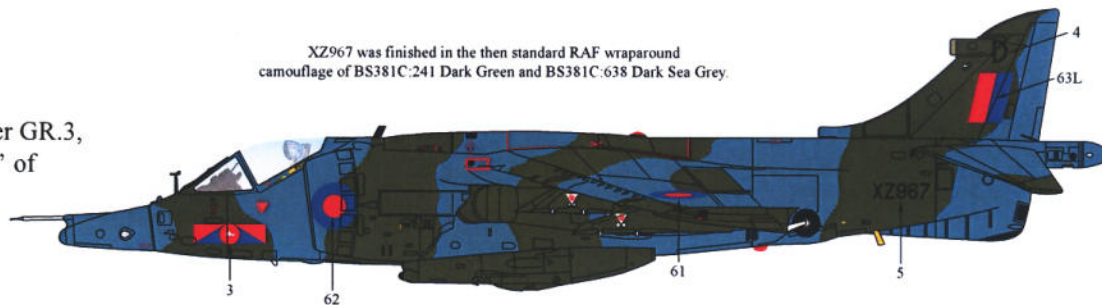 XZ967 was finished in the then standard RAF wraparound
camouflage of BS381C:241 Dark Green and BS381C:638 Dark Sea Grey.
er GR.3,
” of
4
D
63L
XZ967
3
62
61
5